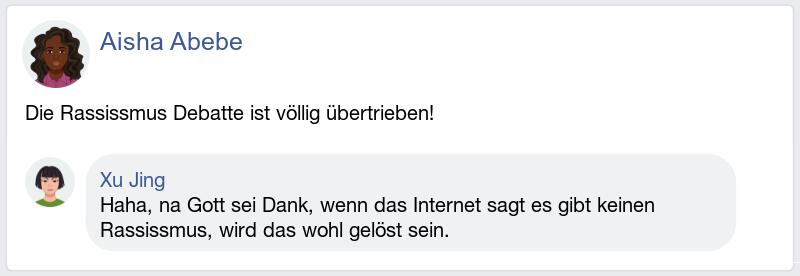 Aisha Abebe
Die Rassissmus Debatte ist völlig übertrieben!
Xu Jing
Haha, na Gott sei Dank, wenn das Internet sagt es gibt keinen
Rassissmus, wird das wohl gelöst sein.